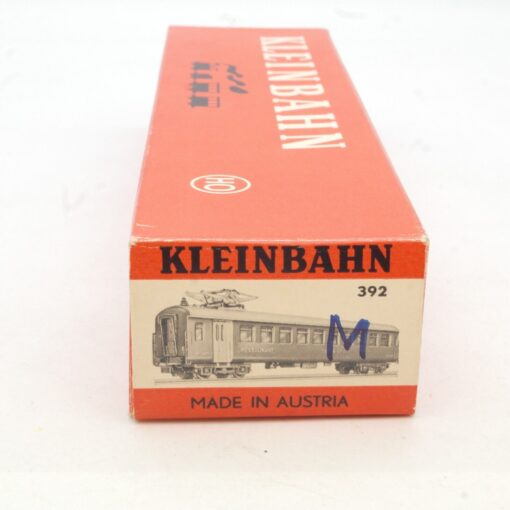 KLEINBAHN
HO
KLEINBAHN
392
M
MADE IN AUSTRIA